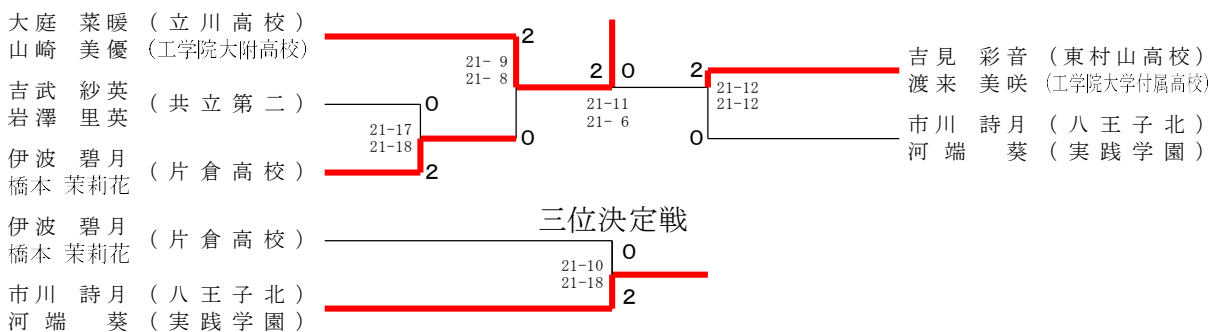 大庭 菜暖 (立川高校)
山崎 美優 (工学院大附高校)
吉武 紗英
岩澤 里英
(共立第二)
伊波 碧月
橋本 茉莉花
(片倉高校)
2
21- 9
21- 8
0
21-17
21-18
2
0
2 0
21-11
21- 6
2
21-12
21-12
0
吉見 彩音 (東村山高校)
渡来 美咲 (工学院大学付属高校)
市川 詩月 (八王子北)
河端 葵 (実践学園)
三位決定戦
伊波 碧月
橋本 茉莉花
(片倉高校)
市川 詩月 (八王子北)
河端 葵 (実践学園)
0
21-10
21-18
2